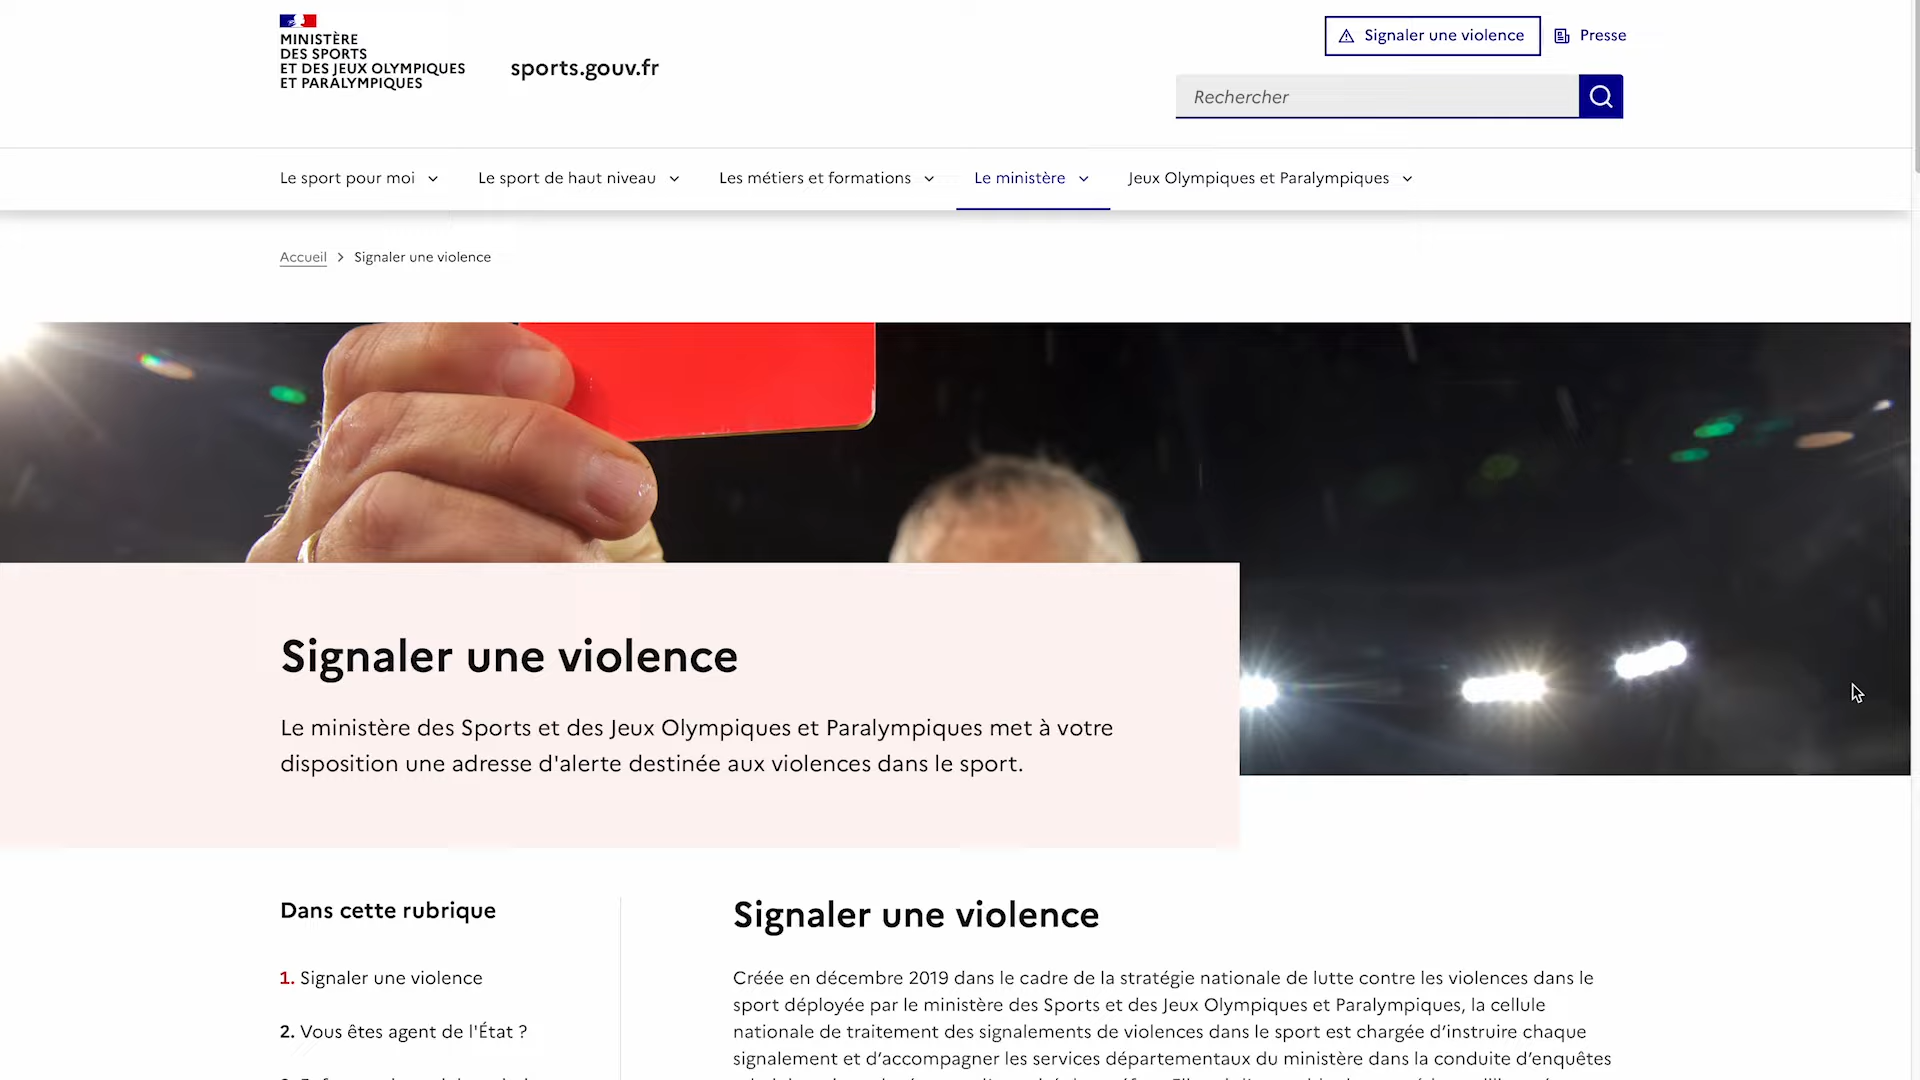 MINISTÈRE
DES SPORTS
ET DES JEUX OLYMPIQUES
ET PARALYMPIQUES
sports.gouv.fr
Signaler une violence
Presse
Rechercher
Le sport pour moi
Le sport de haut niveau
Les métiers et formations
Le ministère
Jeux Olympiques et Paralympiques
Accueil > Signaler une violence
Signaler une violence
Le ministère des Sports et des Jeux Olympiques et Paralympiques met à votre
disposition une adresse d'alerte destinée aux violences dans le sport.
Dans cette rubrique
1. Signaler une violence
2. Vous êtes agent de l'État ?
Signaler une violence
Créée en décembre 2019 dans le cadre de la stratégie nationale de lutte contre les violences dans le
sport déployée par le ministère des Sports et des Jeux Olympiques et Paralympiques, la cellule
nationale de traitement des signalements de violences dans le sport est chargée d’instruire chaque
signalement et d’accompagner les services départementaux du ministère dans la conduite d’enquêtes